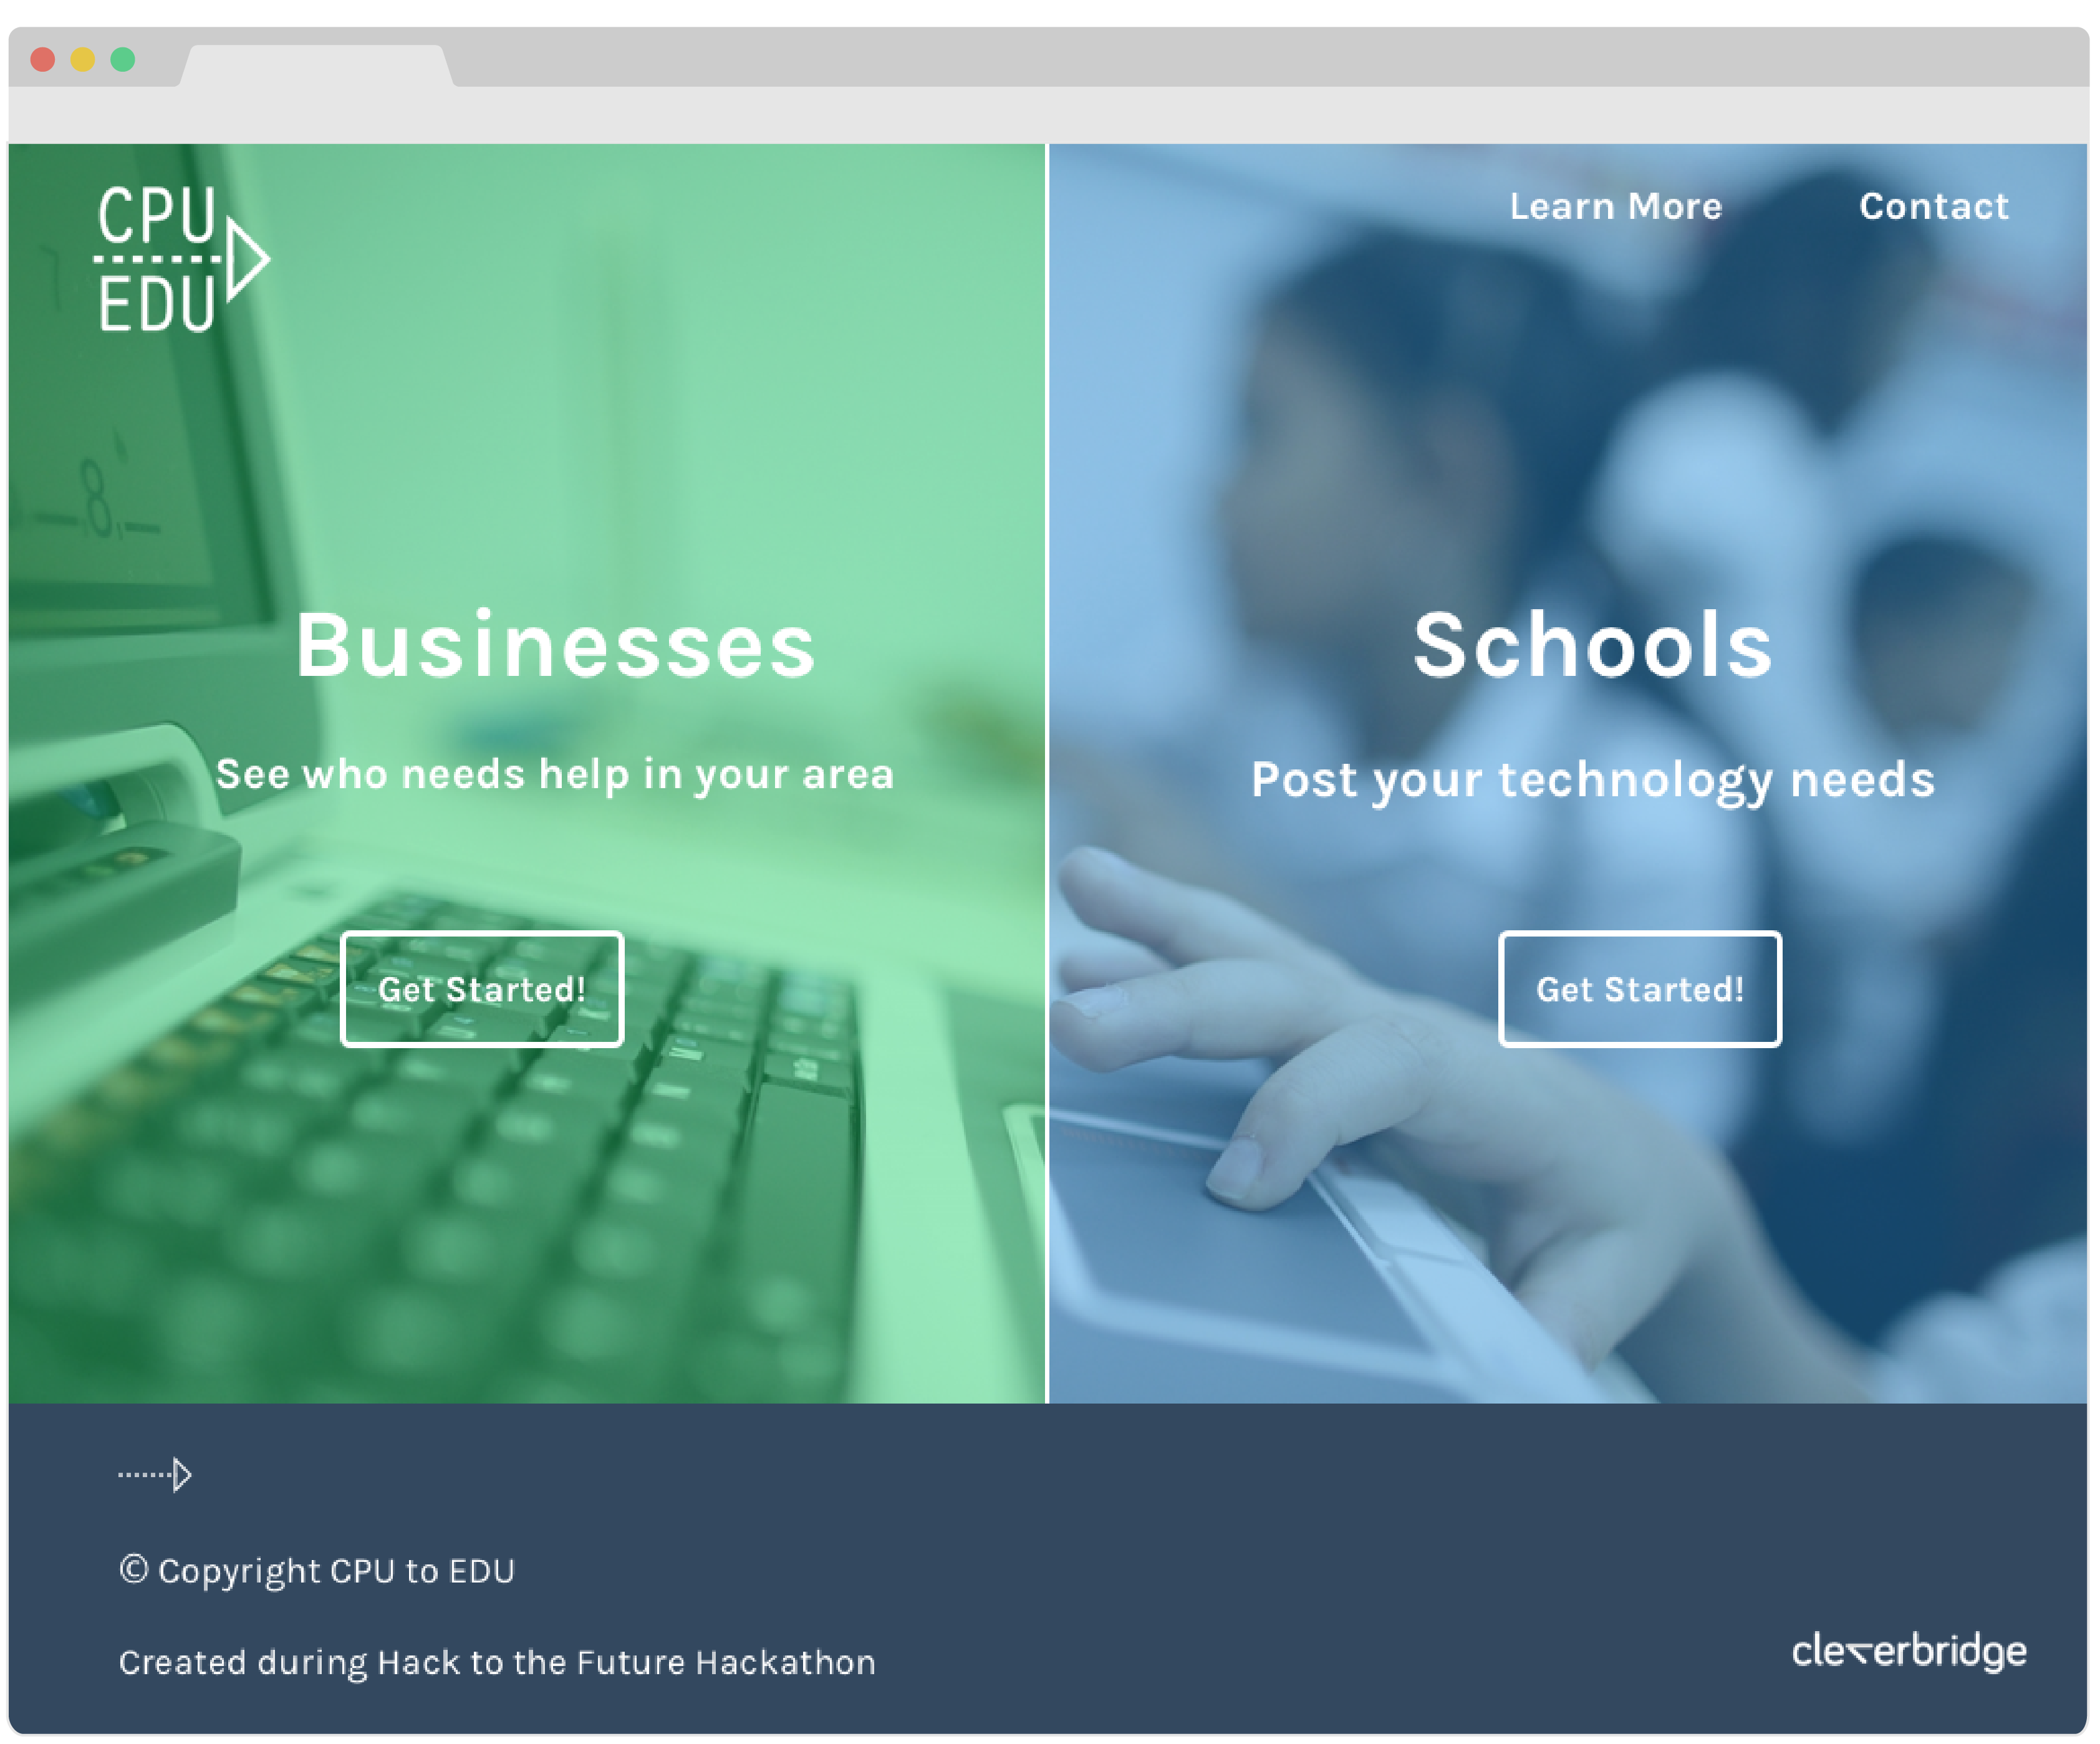 CPU
EDU
Learn More
Contact
Businesses
See who needs help in your area
Get Started!
Schools
Post your technology needs
Get Started!
© Copyright CPU to EDU
Created during Hack to the Future Hackathon
cleverbridge